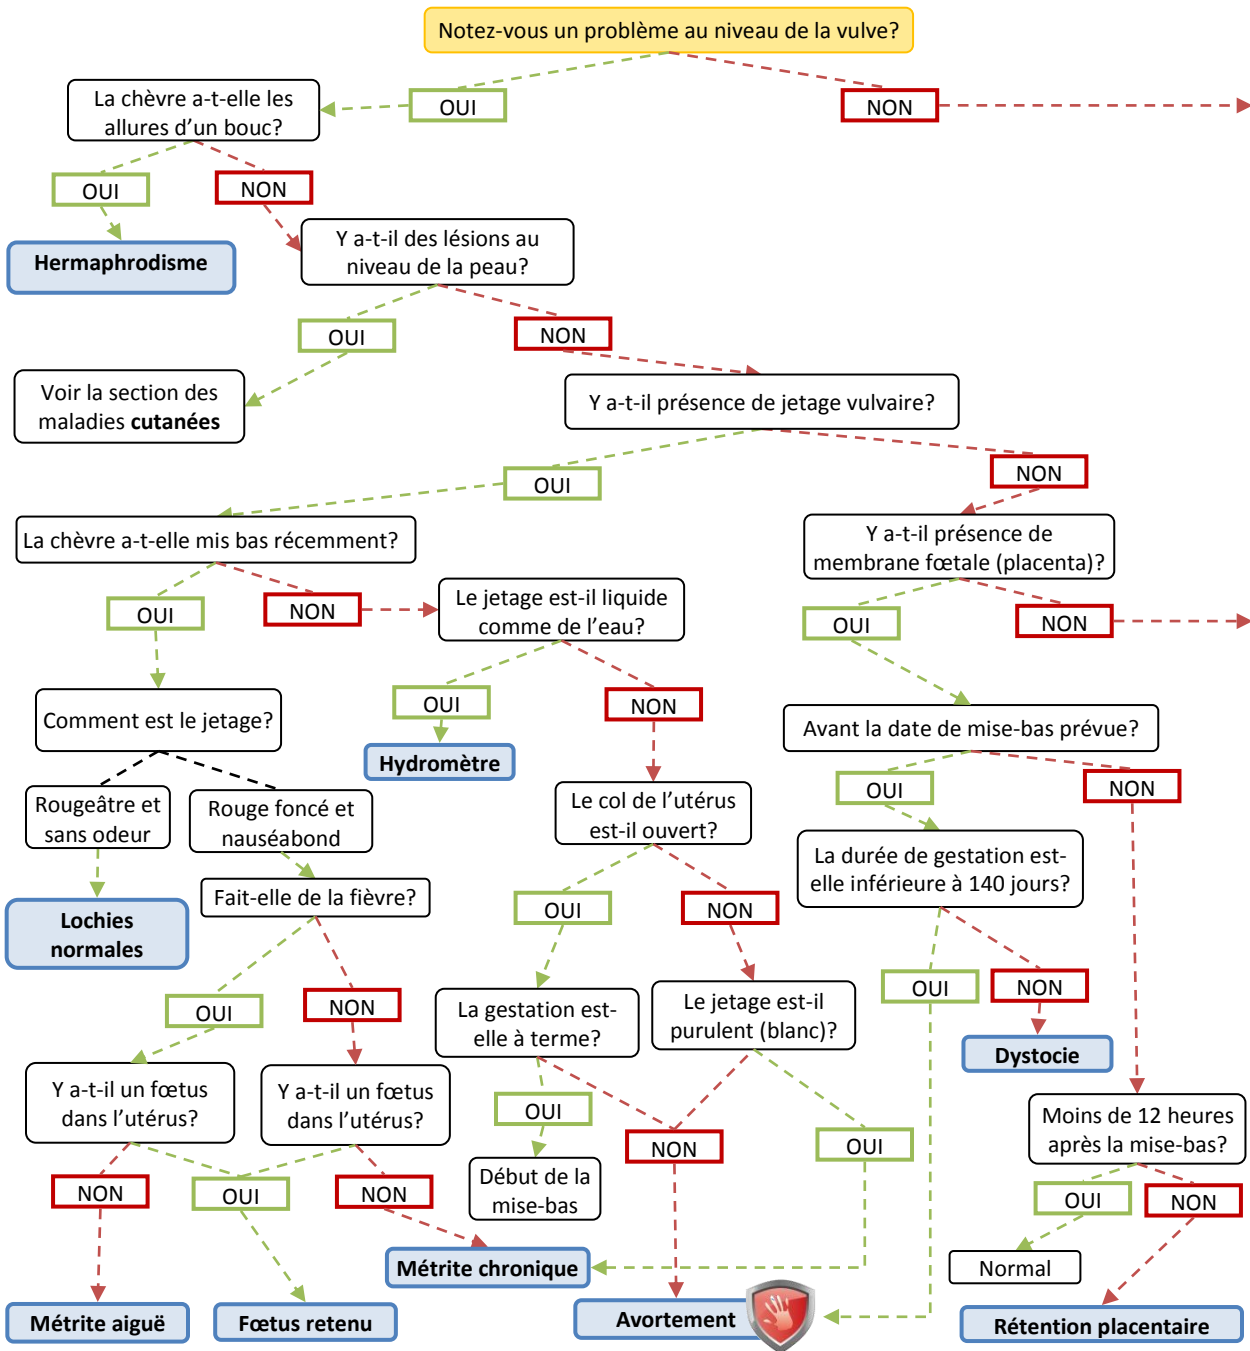 Notez-vous un problème au niveau de la vulve?
La chèvre a-t-elle les
allures d'un bouc?
OUI
NON
OUI
NON
Y a-t-il des lésions au
niveau de la peau?
Hermaphrodisme
OUI
NON
Voir la section des
maladies cutanées
Y a-t-il présence de jetage vulvaire?
OUI
NON
La chèvre a-t-elle mis bas récemment?
Y a-t-il présence de
membrane fœtale (placenta)?
OUI
NON
Le jetage est-il liquide
comme de l'eau?
OUI
NON
Comment est le jetage?
OUI
NON
Avant la date de mise-bas prévue?
Hydromètre
OUI
NON
Rougeâtre et
sans odeur
Rouge foncé et
nauséabond
Le col de l'utérus
est-il ouvert?
La durée de gestation est-
elle inférieure à 140 jours?
Fait-elle de la fièvre?
Lochies
normales
OUI
NON
OUI
NON
OUI
NON
La gestation est-
elle à terme?
Le jetage est-il
purulent (blanc)?
Dystocie
Y a-t-il un fœtus
dans l'utérus?
Y a-t-il un fœtus
dans l'utérus?
OUI
NON
OUI
Moins de 12 heures
après la mise-bas?
NON
OUI
NON
Début de la
mise-bas
OUI
NON
Métrite chronique
Normal
Métrite aiguë
Fœtus retenu
Avortement
Rétention placentaire